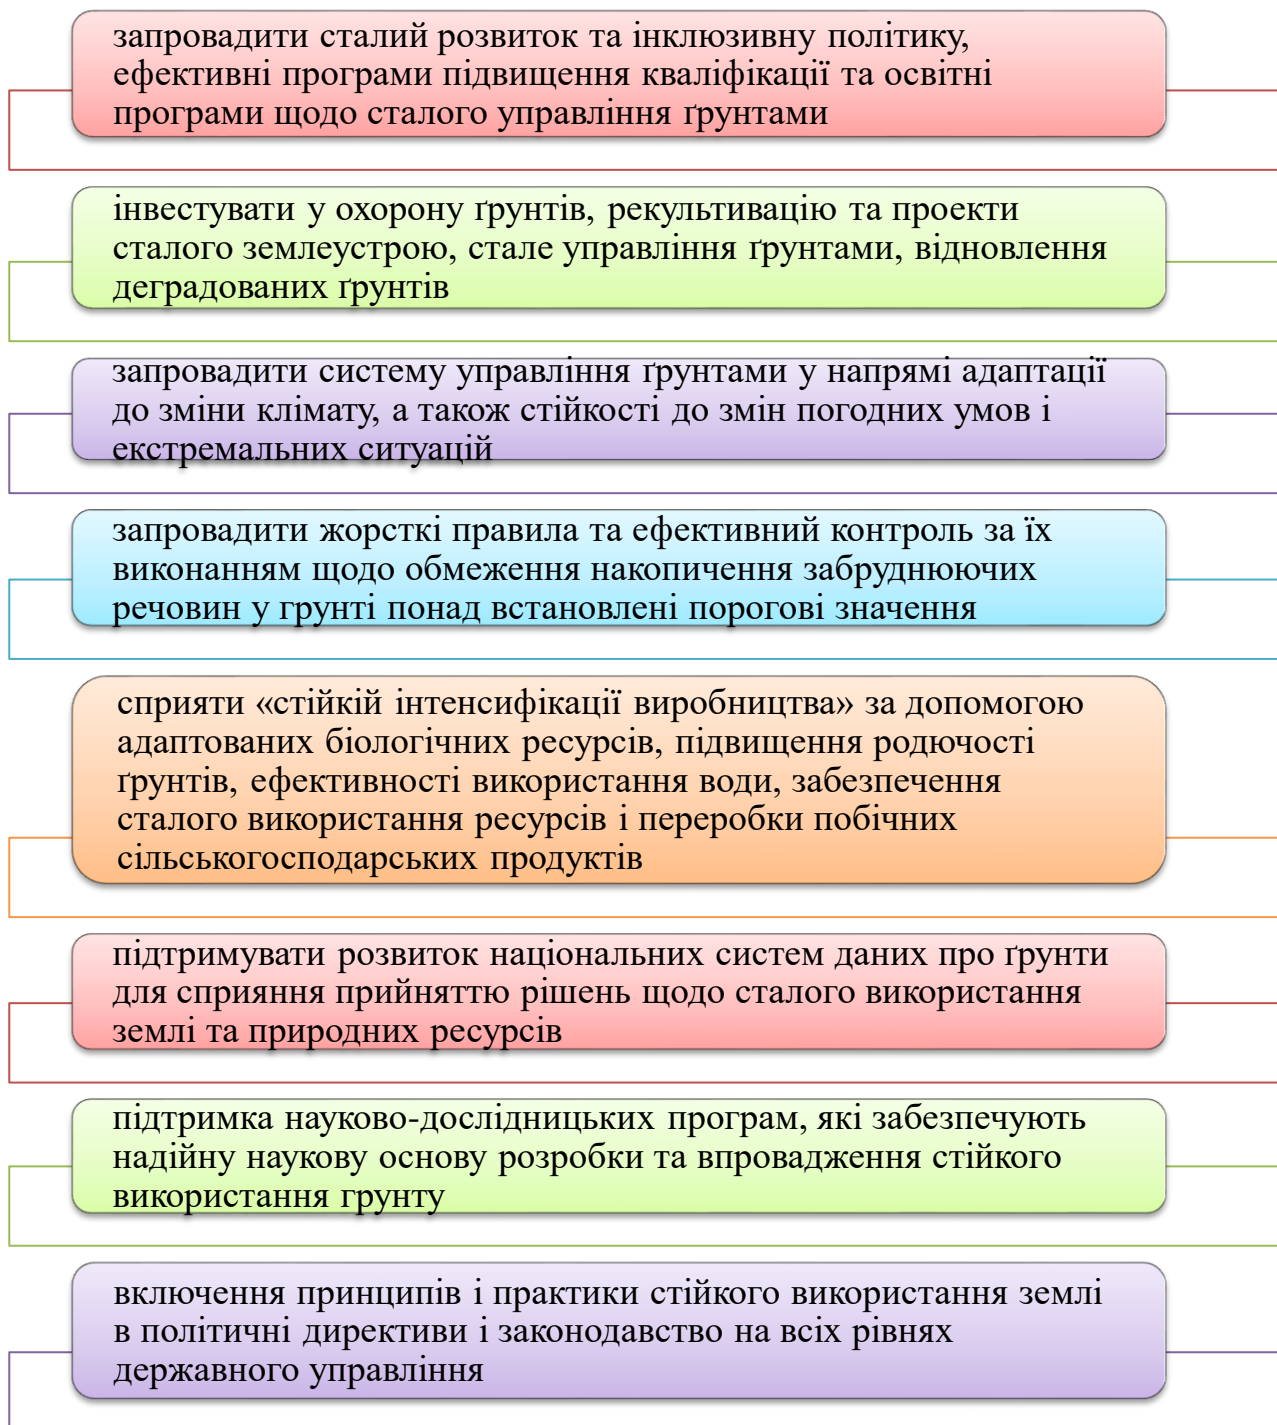 запровадити сталий розвиток та інклюзивну політику,
ефективні програми підвищення кваліфікації та освітні
програми щодо сталого управління ґрунтами
інвестувати у охорону ґрунтів, рекультивацію та проекти
сталого землеустрою, стале управління ґрунтами, відновлення
деградованих ґрунтів
запровадити систему управління ґрунтами у напрямі адаптації
до зміни клімату, а також стійкості до змін погодних умов і
екстремальних ситуацій
запровадити жорсткі правила та ефективний контроль за їх
виконанням щодо обмеження накопичення забруднюючих
речовин у грунті понад встановлені порогові значення
сприяти «стійкій інтенсифікації виробництва» за допомогою
адаптованих біологічних ресурсів, підвищення родючості
ґрунтів, ефективності використання води, забезпечення
сталого використання ресурсів і переробки побічних
сільськогосподарських продуктів
підтримувати розвиток національних систем даних про ґрунти
для сприяння прийняттю рішень щодо сталого використання
землі та природних ресурсів
підтримка науково-дослідницьких програм, які забезпечують
надійну наукову основу розробки та впровадження стійкого
використання грунту
включення принципів і практики стійкого використання землі
в політичні директиви і законодавство на всіх рівнях
державного управління